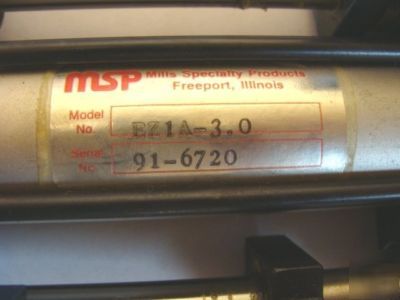 MSP Mills Specialty Products
Freeport, Illinois
Model
No. EZ1A-3.0
Serial
No. 91-6720